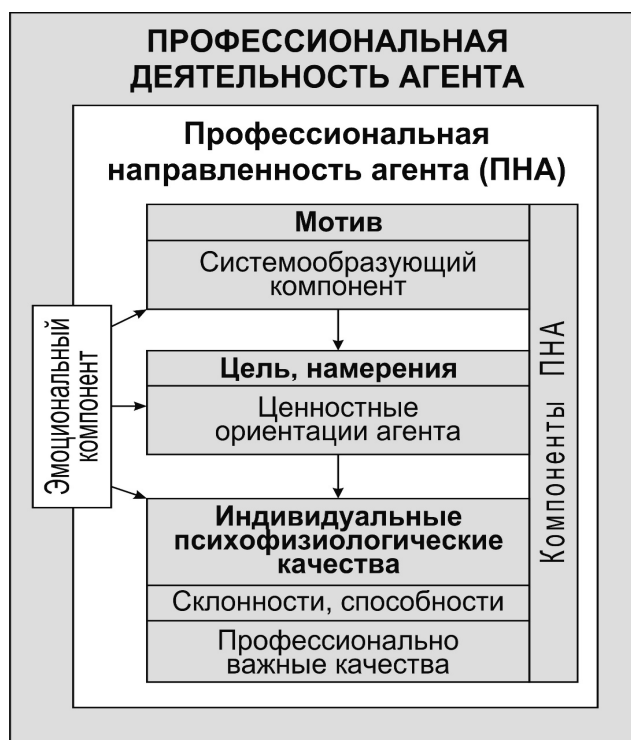 ПРОФЕССИОНАЛЬНАЯ
ДЕЯТЕЛЬНОСТЬ АГЕНТА
Профессиональная
направленность агента (ПНА)
Мотив
Системообразующий
компонент
Цель, намерения
Ценностные
ориентации агента
Индивидуальные
психофизиологические
качества
Склонности, способности
Профессионально
важные качества
Эмоциональный
компонент
Компоненты ПНА